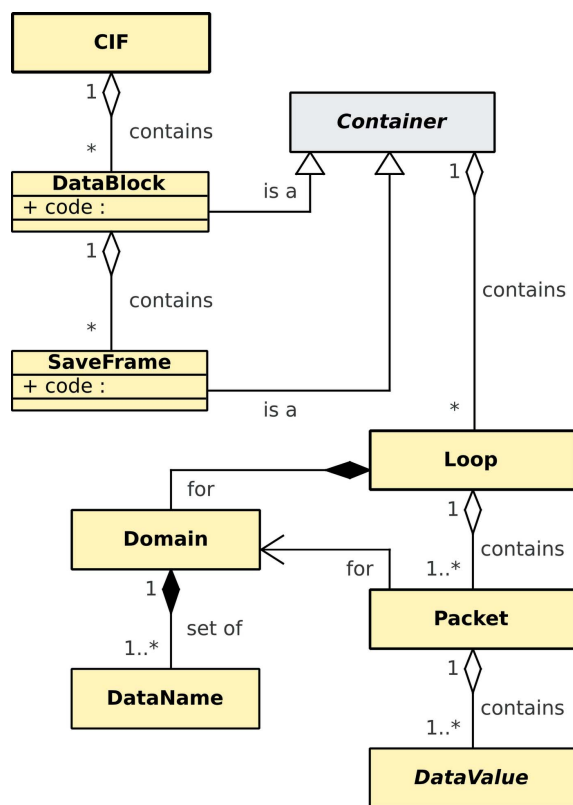 CIF
1
contains
*
Container
DataBlock
+ code :
is a
1
1
contains
contains
*
SaveFrame
+ code :
is a
*
Loop
for
1
Domain
contains
for
1..*
1
set of
Packet
1..*
1
DataName
contains
1..*
DataValue